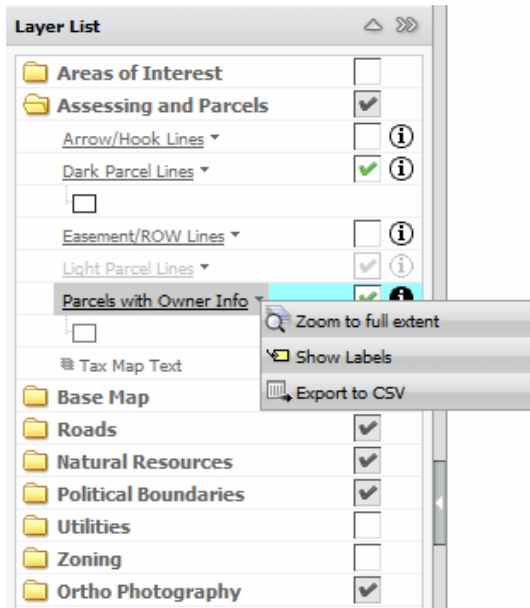 Layer List
Areas of Interest
Assessing and Parcels
Arrow/Hook Lines
Dark Parcel Lines
Easement/ROW Lines
Light Parcel Lines
Parcels with Owner Info
Zoom to full extent
Show Labels
Tax Map Text
Export to CSV
Base Map
Roads
Natural Resources
Political Boundaries
Utilities
Zoning
Ortho Photography